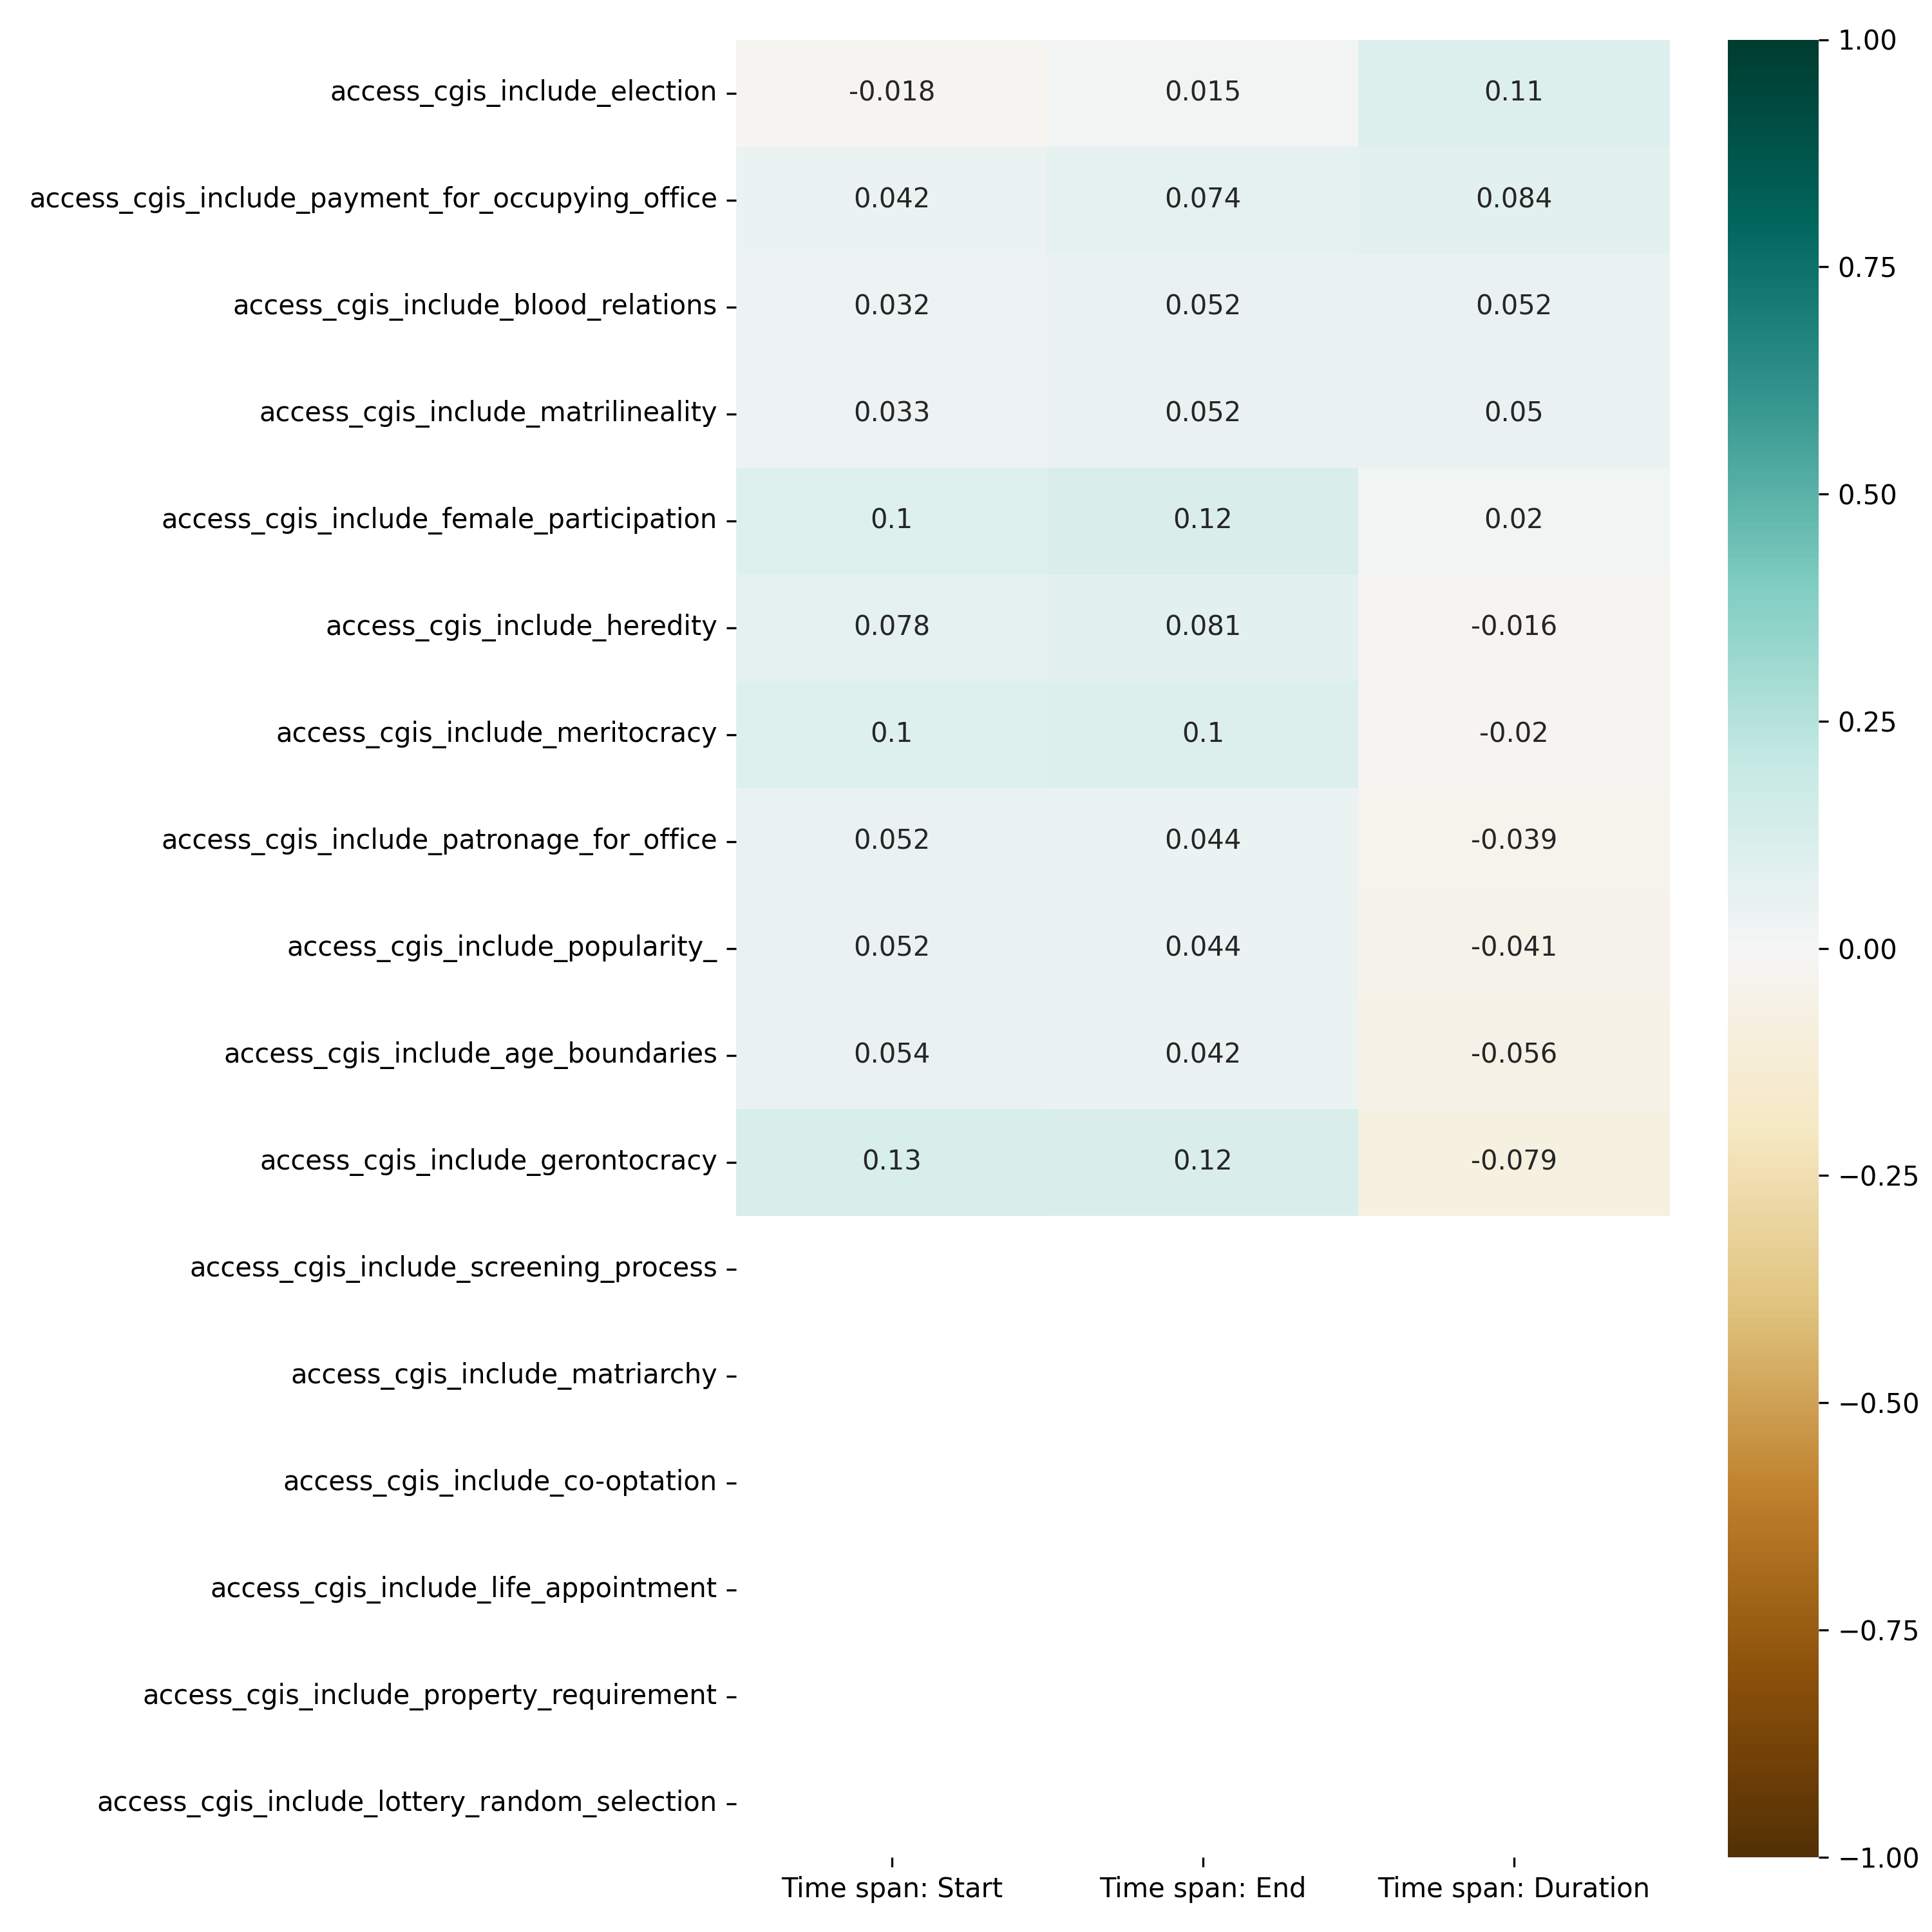 access_cgis_include_election -0.018 0.015 0.11
access_cgis_include_payment_for_occupying_office 0.042 0.074 0.084
access_cgis_include_blood_relations 0.032 0.052 0.052
access_cgis_include_matrilineality 0.033 0.052 0.05
access_cgis_include_female_participation 0.1 0.12 0.02
access_cgis_include_heredity 0.078 0.081 -0.016
access_cgis_include_meritocracy 0.1 0.1 -0.02
access_cgis_include_patronage_for_office 0.052 0.044 -0.039
access_cgis_include_popularity_ 0.052 0.044 -0.041
access_cgis_include_age_boundaries 0.054 0.042 -0.056
access_cgis_include_gerontocracy 0.13 0.12 -0.079
access_cgis_include_screening_process
access_cgis_include_matriarchy
access_cgis_include_co-optation
access_cgis_include_life_appointment
access_cgis_include_property_requirement
access_cgis_include_lottery_random_selection
Time span: Start Time span: End Time span: Duration
1.00
0.75
0.50
0.25
0.00
−0.25
−0.50
−0.75
−1.00